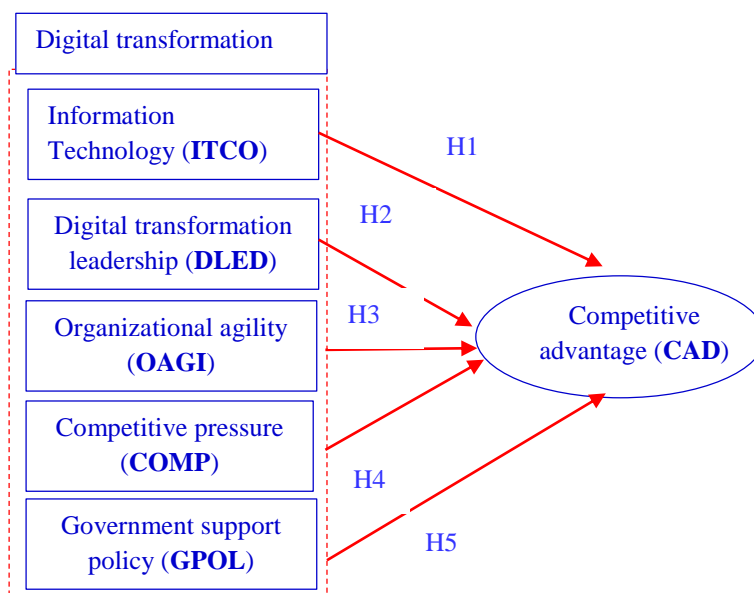 Digital transformation
Information
Technology (ITCO)
H1
Digital transformation
leadership (DLED)
H2
Organizational agility
(OAGI)
H3
Competitive
advantage (CAD)
Competitive pressure
(COMP)
H4
Government support
policy (GPOL)
H5